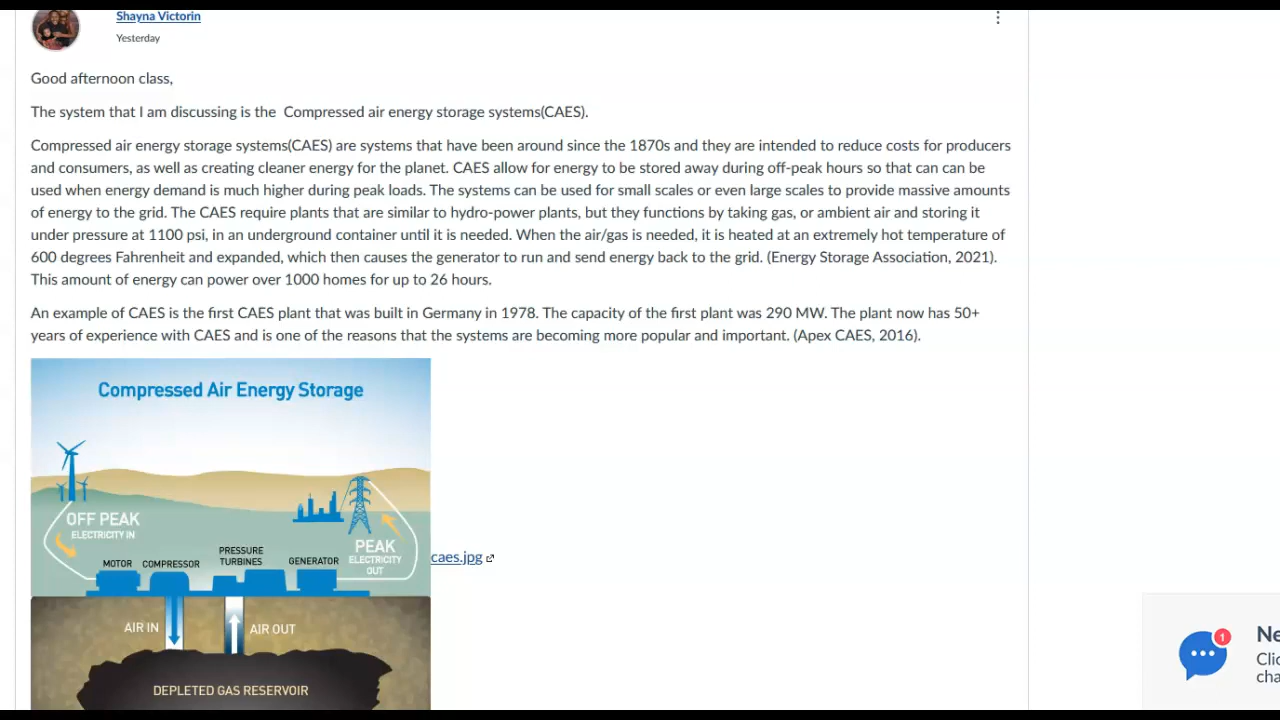 Shayna Victorin
Yesterday
Good afternoon class,
The system that I am discussing is the Compressed air energy storage systems(CAES).
Compressed air energy storage systems(CAES) are systems that have been around since the 1870s and they are intended to reduce costs for producers
and consumers, as well as creating cleaner energy for the planet. CAES allow for energy to be stored away during off-peak hours so that can can be
used when energy demand is much higher during peak loads. The systems can be used for small scales or even large scales to provide massive amounts
of energy to the grid. The CAES require plants that are similar to hydro-power plants, but they functions by taking gas, or ambient air and storing it
under pressure at 1100 psi, in an underground container until it is needed. When the air/gas is needed, it is heated at an extremely hot temperature of
600 degrees Fahrenheit and expanded, which then causes the generator to run and send energy back to the grid. (Energy Storage Association, 2021).
This amount of energy can power over 1000 homes for up to 26 hours.
An example of CAES is the first CAES plant that was built in Germany in 1978. The capacity of the first plant was 290 MW. The plant now has 50+
years of experience with CAES and is one of the reasons that the systems are becoming more popular and important. (Apex CAES, 2016).
Compressed Air Energy Storage
OFF PEAK
ELECTRICITY IN
MOTOR
COMPRESSOR
PRESSURE
TURBINES
GENERATOR
PEAK
ELECTRICITY
OUT
caes.jpg
AIR IN
AIR OUT
DEPLETED GAS RESERVOIR
1
Ne
Clic
cha